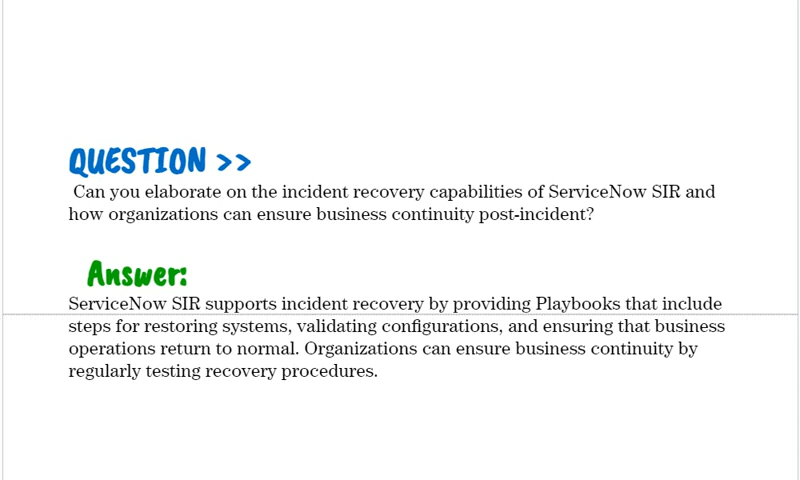 QUESTION >>
Can you elaborate on the incident recovery capabilities of ServiceNow SIR and
how organizations can ensure business continuity post-incident?
Answer:
ServiceNow SIR supports incident recovery by providing Playbooks that include
steps for restoring systems, validating configurations, and ensuring that business
operations return to normal. Organizations can ensure business continuity by
regularly testing recovery procedures.